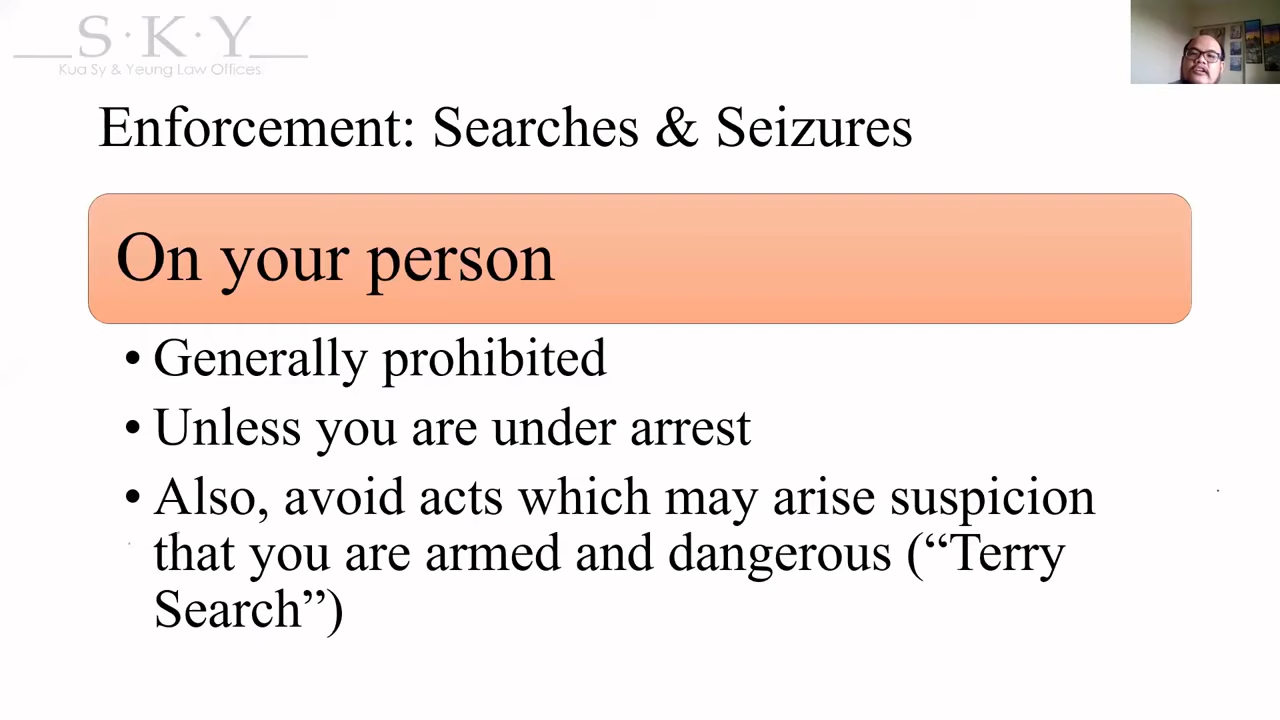 S·K·Y
Kua Sy & Yeung Law Offices
Enforcement: Searches & Seizures
On your person
• Generally prohibited
• Unless you are under arrest
• Also, avoid acts which may arise suspicion
that you are armed and dangerous (“Terry
Search”)